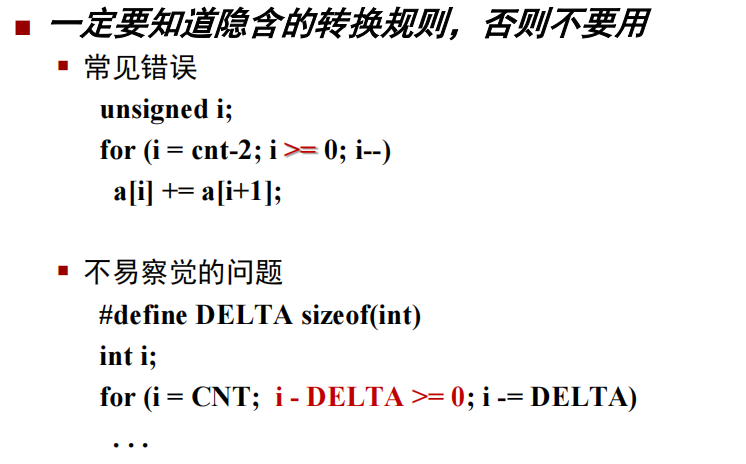 一定要知道隐含的转换规则，否则不要用
常见错误
unsigned i;
for (i = cnt-2; i >= 0; i--)
a[i] += a[i+1];
不易察觉的问题
#define DELTA sizeof(int)
int i;
for (i = CNT; i - DELTA >= 0; i -= DELTA)
. . .